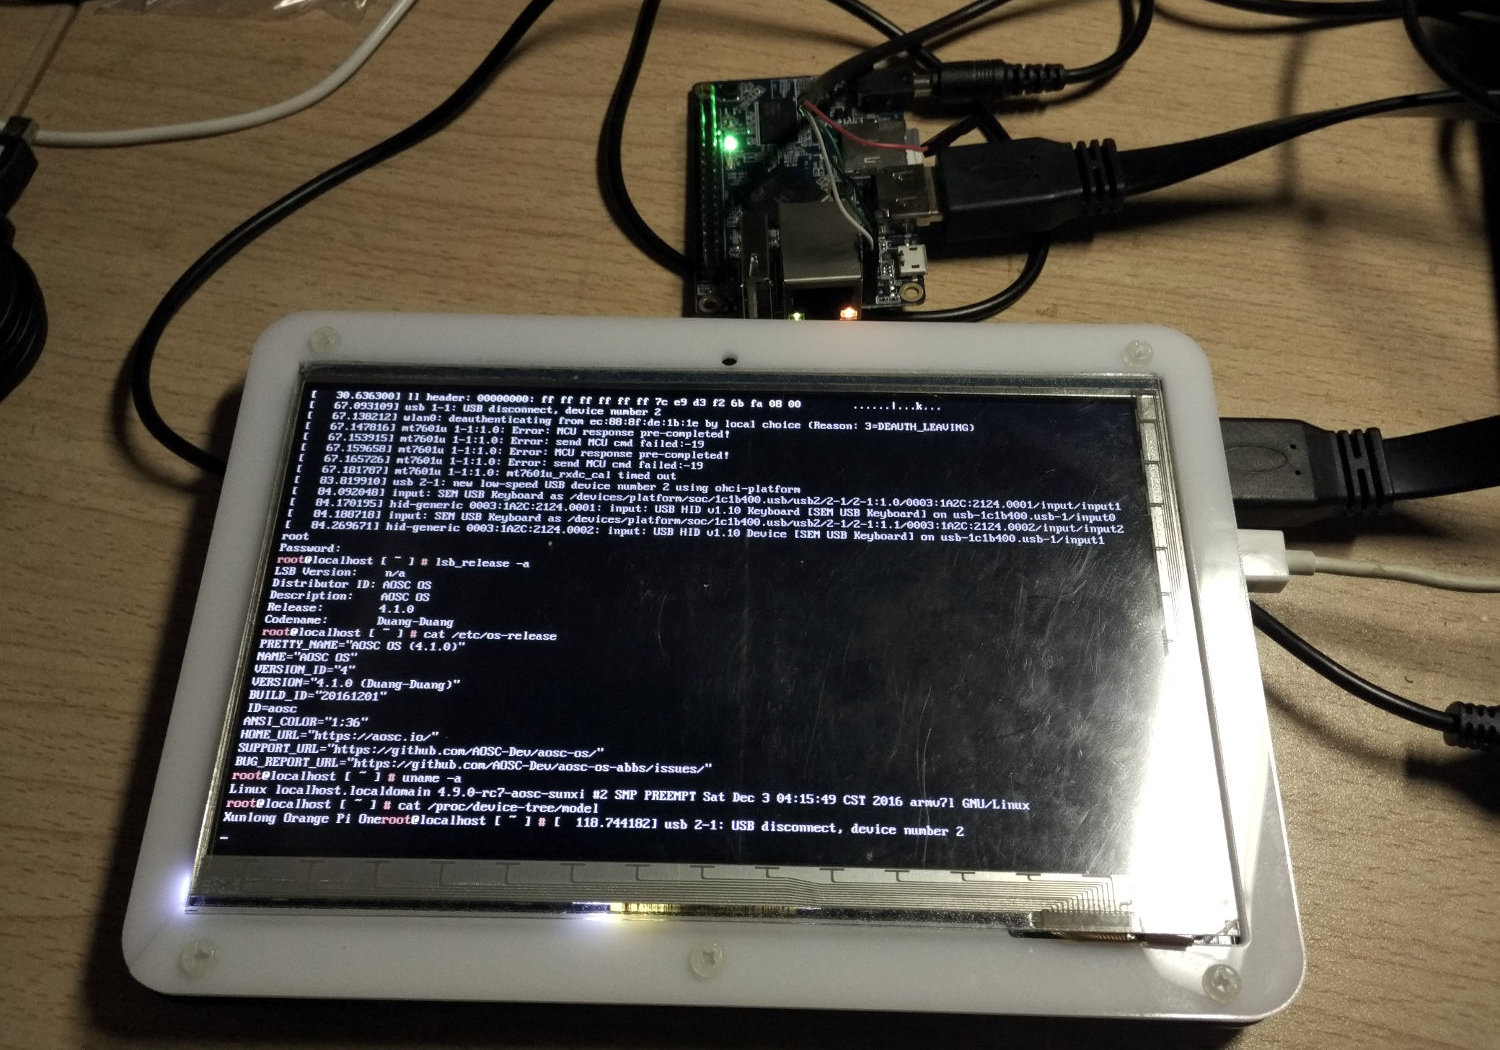 [   30.636300] ll header: 00000000: ff ff ff ff ff ff 7c e9 d3 f2 6b fa 08 00        ......|...k...
[   67.093109] usb 1-1: USB disconnect, device number 2
[   67.138212] wlan0: deauthenticating from ec:88:8f:de:1b:1e by local choice (Reason: 3=DEAUTH_LEAVING)
[   67.147816] mt7601u 1-1:1.0: Error: MCU response pre-completed!
[   67.153915] mt7601u 1-1:1.0: Error: send MCU cmd failed:-19
[   67.159658] mt7601u 1-1:1.0: Error: MCU response pre-completed!
[   67.165726] mt7601u 1-1:1.0: Error: send MCU cmd failed:-19
[   67.181787] mt7601u 1-1:1.0: mt7601u_rxdc_cal timed out
[   83.819910] usb 2-1: new low-speed USB device number 2 using ohci-platform
[   84.092048] input: SEM USB Keyboard as /devices/platform/soc/1c1b400.usb/usb2/2-1/2-1:1.0/0003:1A2C:2124.0001/input/input1
[   84.170195] hid-generic 0003:1A2C:2124.0001: input: USB HID v1.10 Keyboard [SEM USB Keyboard] on usb-1c1b400.usb-1/input0
[   84.188718] input: SEM USB Keyboard as /devices/platform/soc/1c1b400.usb/usb2/2-1/2-1:1.1/0003:1A2C:2124.0002/input/input2
[   84.269671] hid-generic 0003:1A2C:2124.0002: input: USB HID v1.10 Device [SEM USB Keyboard] on usb-1c1b400.usb-1/input1
root
Password:
root@localhost [ ~ ] # lsb_release -a
LSB Version:    n/a
Distributor ID: AOSC OS
Description:    AOSC OS
Release:        4.1.0
Codename:       Duang-Duang
root@localhost [ ~ ] # cat /etc/os-release
PRETTY_NAME="AOSC OS (4.1.0)"
NAME="AOSC OS"
VERSION_ID="4"
VERSION="4.1.0 (Duang-Duang)"
BUILD_ID="20161201"
ID=aosc
ANSI_COLOR="1;36"
HOME_URL="https://aosc.io/"
SUPPORT_URL="https://github.com/AOSC-Dev/aosc-os/"
BUG_REPORT_URL="https://github.com/AOSC-Dev/aosc-os-abbs/issues/"
root@localhost [ ~ ] # uname -a
Linux localhost.localdomain 4.9.0-rc7-aosc-sunxi #2 SMP PREEMPT Sat Dec 3 04:15:49 CST 2016 armv7l GNU/Linux
root@localhost [ ~ ] # cat /proc/device-tree/model
Xunlong Orange Pi Oneroot@localhost [ ~ ] # [  118.744182] usb 2-1: USB disconnect, device number 2